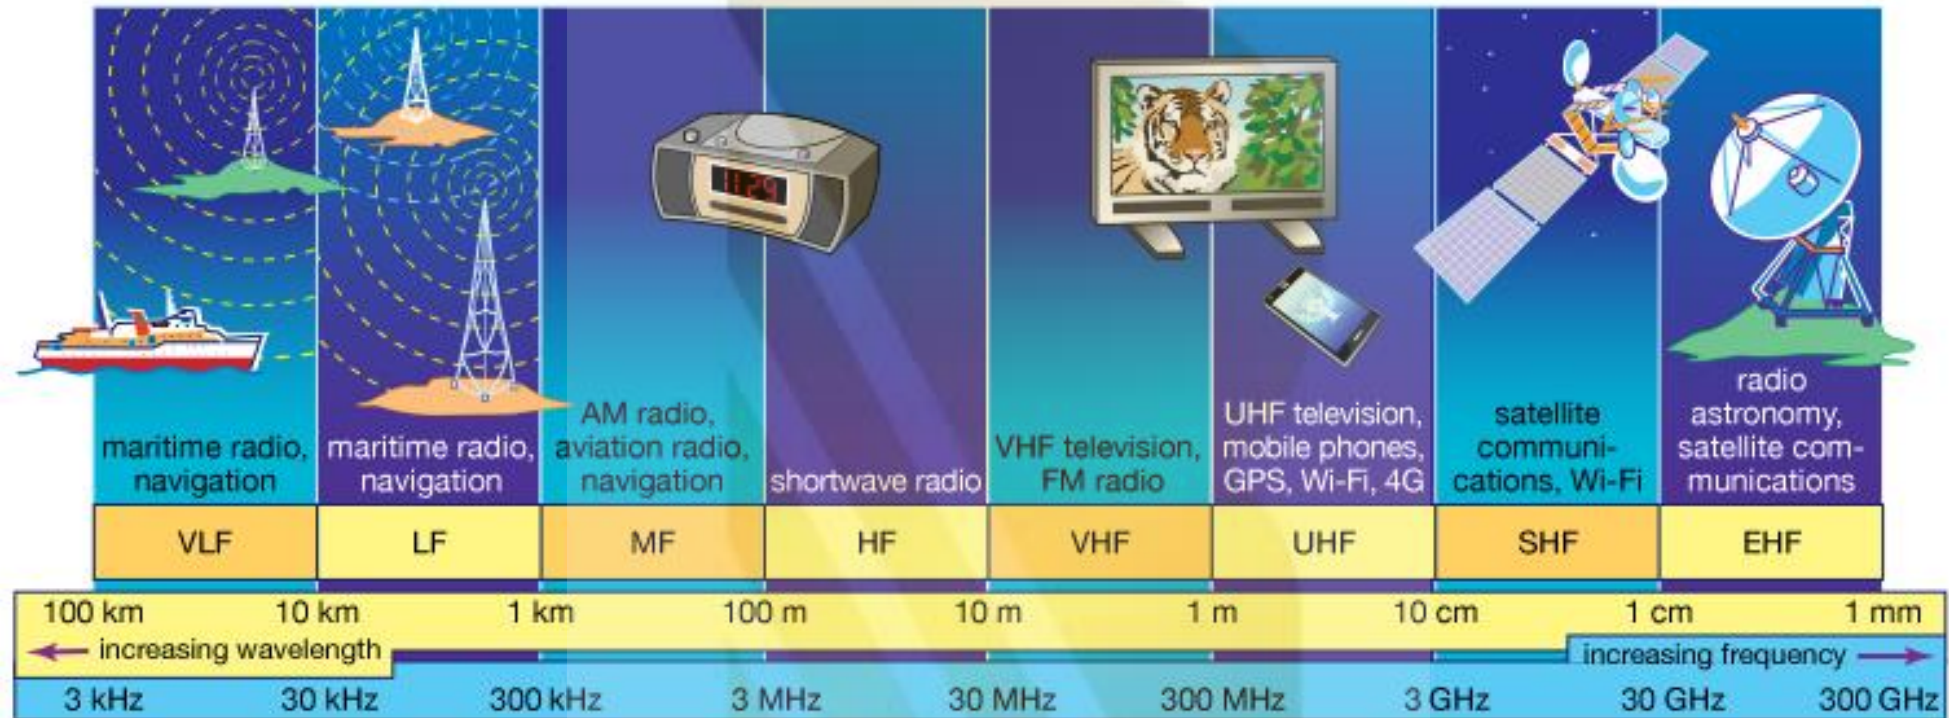 11:29
maritime radio,
navigation
maritime radio,
navigation
AM radio,
aviation radio,
navigation
shortwave radio
VHF television,
FM radio
UHF television,
mobile phones,
GPS, Wi-Fi, 4G
satellite
communi-
cations, Wi-Fi
radio
astronomy,
satellite com-
munications
VLF LF MF HF VHF UHF SHF EHF
100 km 10 km 1 km 100 m 10 m 1 m 10 cm 1 cm 1 mm
increasing wavelength increasing frequency
3 kHz 30 kHz 300 kHz 3 MHz 30 MHz 300 MHz 3 GHz 30 GHz 300 GHz